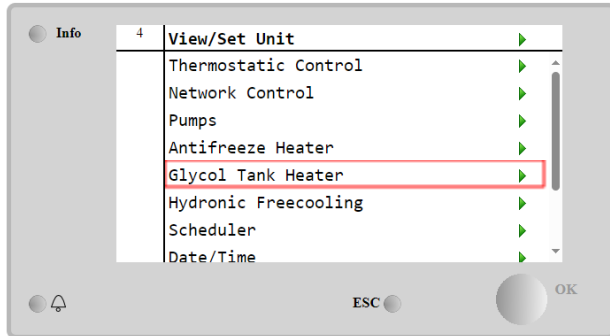 Info
4 View/Set Unit
Thermostatic Control
Network Control
Pumps
Antifreeze Heater
Glycol Tank Heater
Hydronic Freecooling
Scheduler
Date/Time
ESC
OK